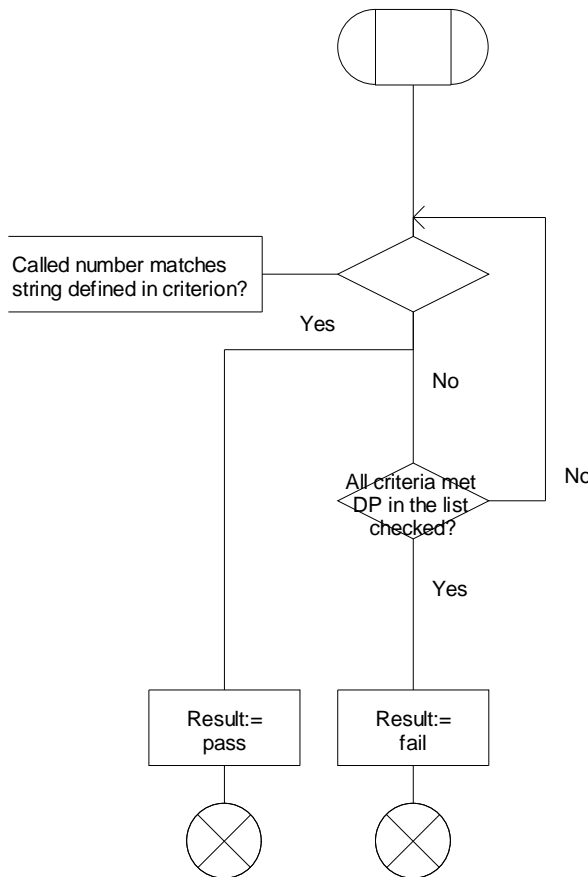 Called number matches
string defined in criterion?
Yes
No
All criteria met
DP in the list
checked?
No
Yes
Result:=
pass
Result:=
fail